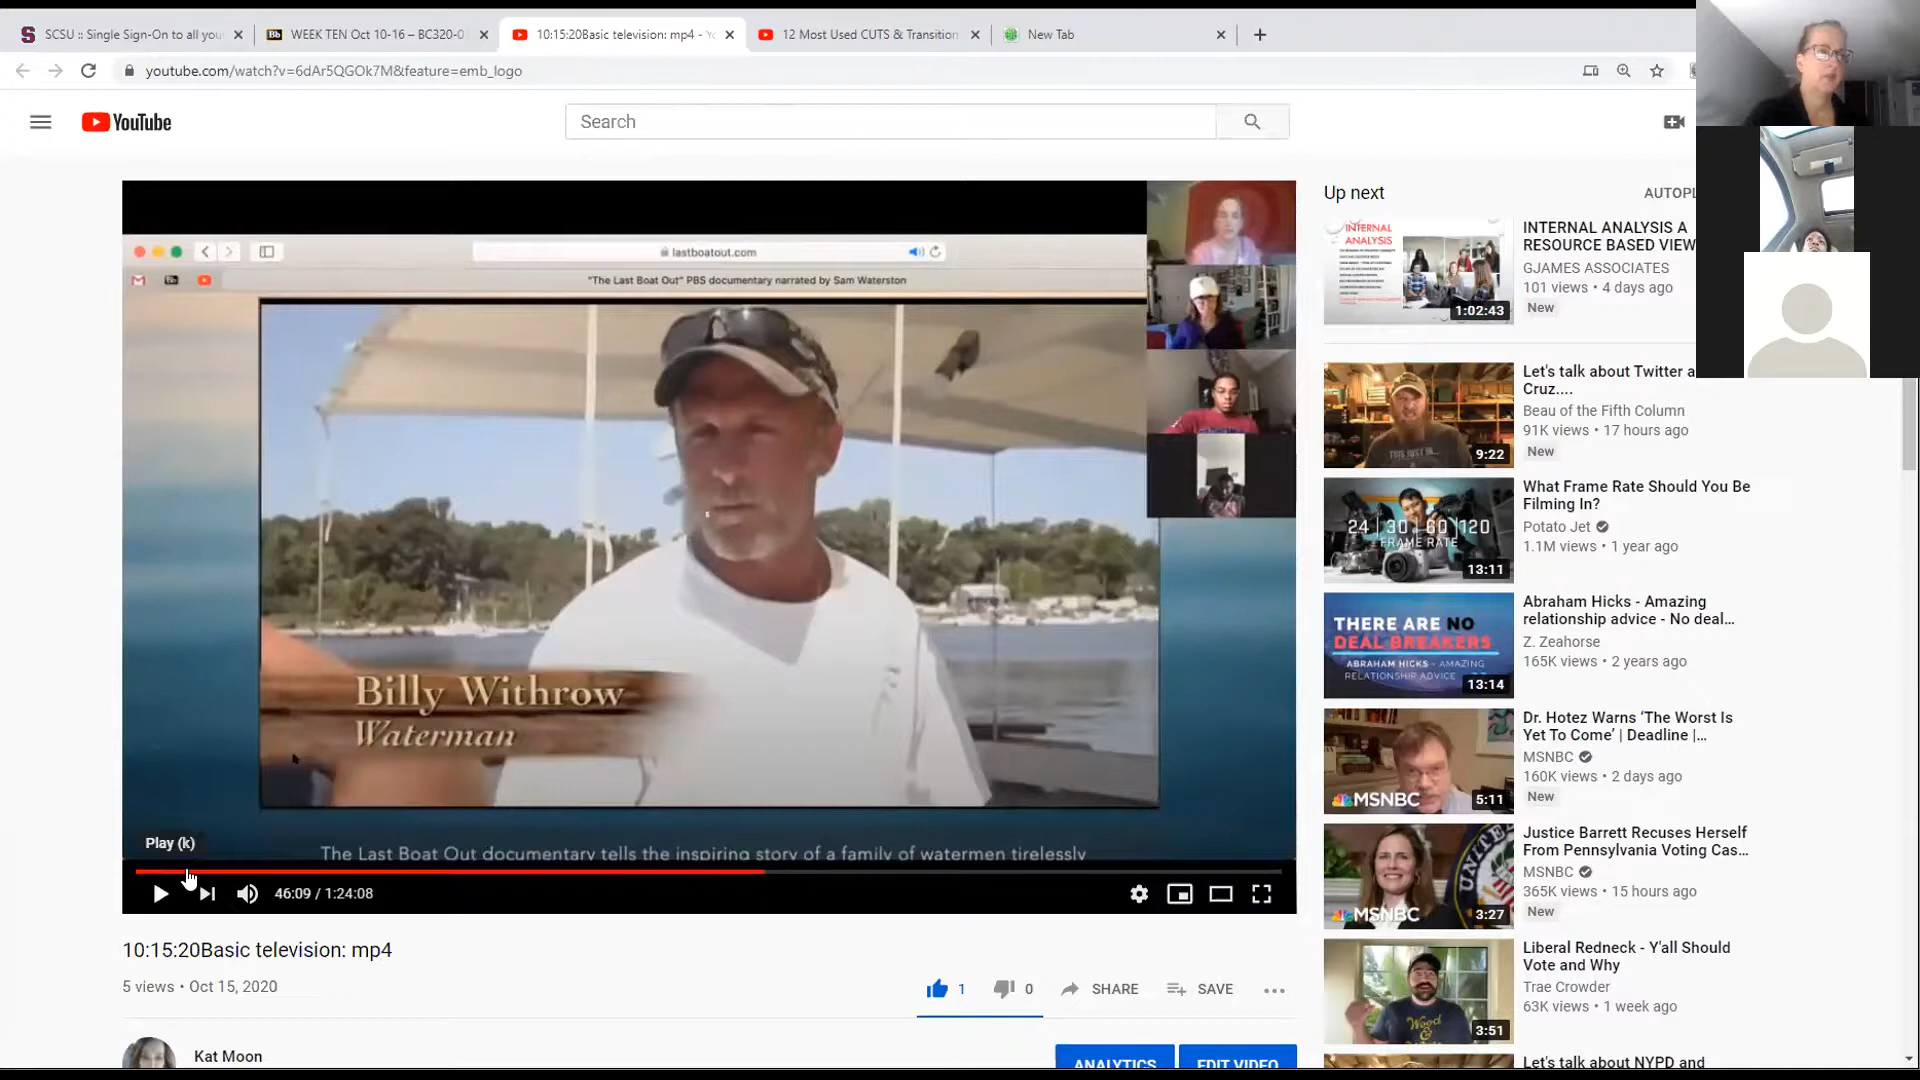 SCSU :: Single Sign-On to all you
WEEK TEN Oct 10-16 – BC320-0
10:15:20Basic television: mp4 - Yo
12 Most Used CUTS & Transition
New Tab
youtube.com/watch?v=6dAr5QGOk7M&feature=emb_logo
YouTube
Search
lastboatout.com
"The Last Boat Out" PBS documentary narrated by Sam Waterston
Billy Withrow
Waterman
Play (k)
The Last Boat Out documentary tells the inspiring story of a family of watermen tirelessly
46:09 / 1:24:08
10:15:20Basic television: mp4
5 views • Oct 15, 2020
1
0
SHARE
SAVE
Kat Moon
ANALYTICS
EDIT VIDEO
Up next
AUTOPL
INTERNAL
ANALYSIS
1:02:43
INTERNAL ANALYSIS A
RESOURCE BASED VIEW
GJAMES ASSOCIATES
101 views • 4 days ago
New
THIS JUST IN...
9:22
Let's talk about Twitter a
Cruz....
Beau of the Fifth Column
91K views • 17 hours ago
New
24 | 30 | 60 | 120
FRAME RATE
13:11
What Frame Rate Should You Be
Filming In?
Potato Jet
1.1M views • 1 year ago
THERE ARE NO
DEAL BREAKERS
ABRAHAM HICKS - AMAZING
RELATIONSHIP ADVICE
13:14
Abraham Hicks - Amazing
relationship advice - No deal...
Z. Zeahorse
165K views • 2 years ago
MSNBC
5:11
Dr. Hotez Warns ‘The Worst Is
Yet To Come’ | Deadline |...
MSNBC
160K views • 2 days ago
New
MSNBC
3:27
Justice Barrett Recuses Herself
From Pennsylvania Voting Cas...
MSNBC
365K views • 15 hours ago
New
3:51
Liberal Redneck - Y'all Should
Vote and Why
Trae Crowder
63K views • 1 week ago
Let's talk about NYPD and